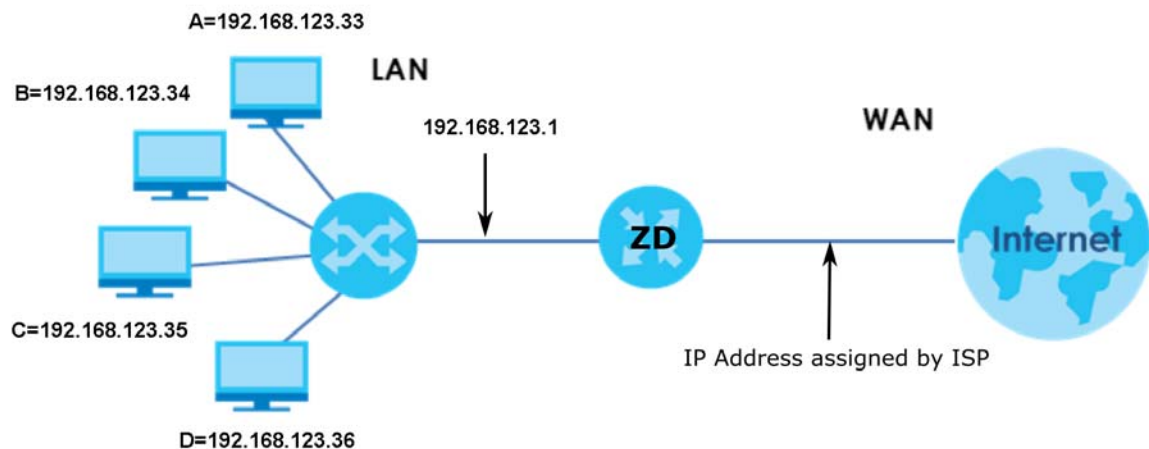 A=192.168.123.33
LAN
B=192.168.123.34
192.168.123.1
WAN
ZD
Internet
C=192.168.123.35
IP Address assigned by ISP
D=192.168.123.36